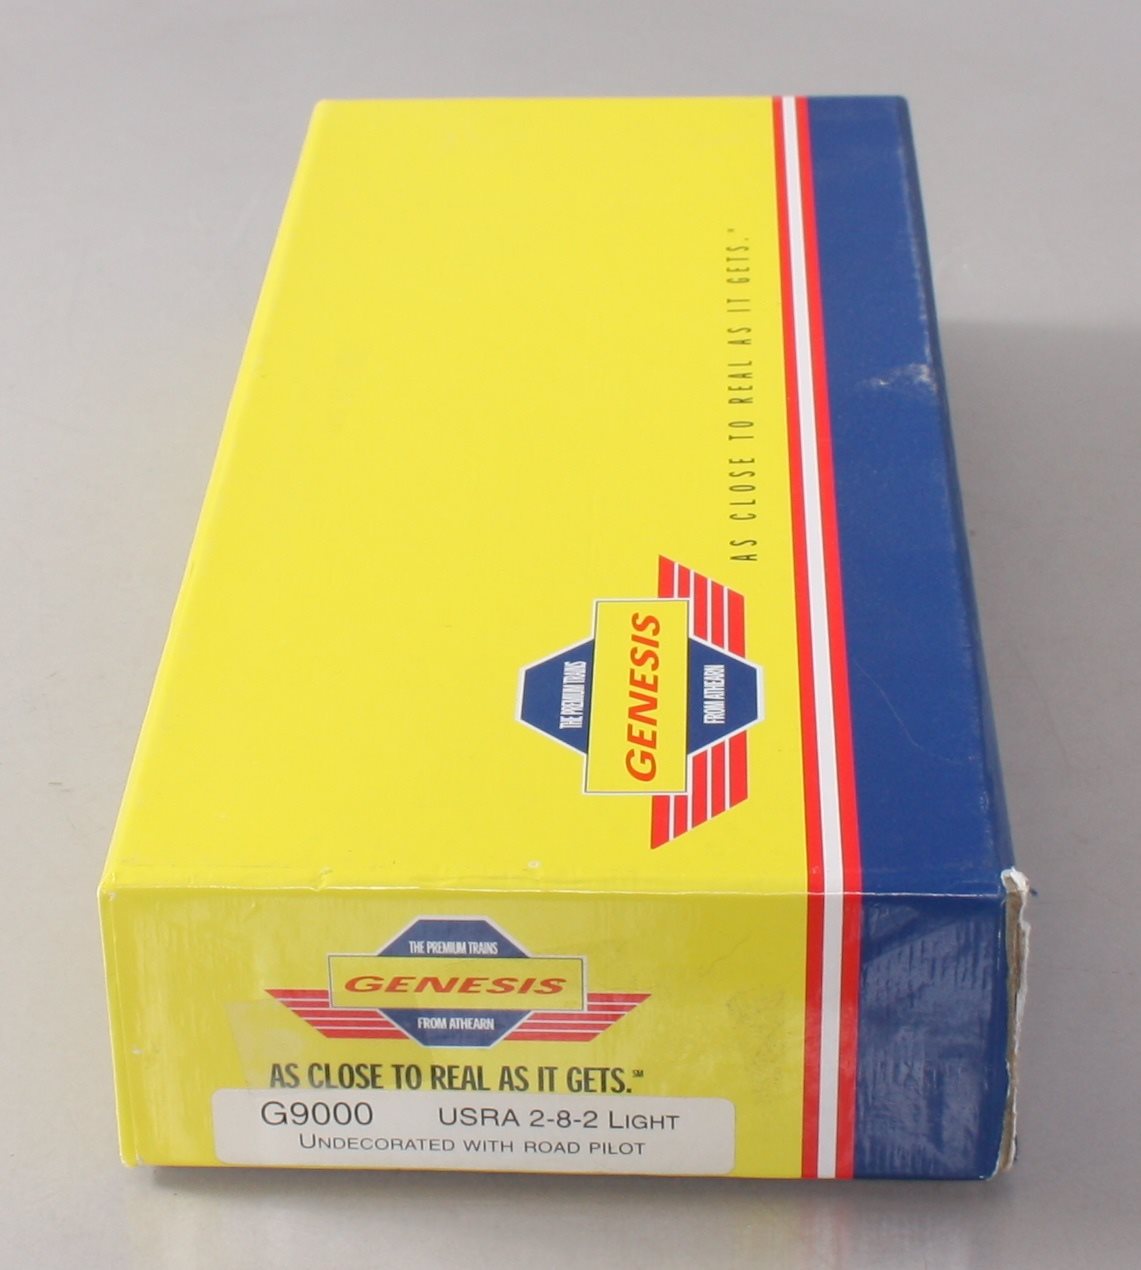 AS CLOSE TO REAL AS IT GETS.℠
THE PREMIUM TRAINS
GENESIS
FROM ATHEARN
THE PREMIUM TRAINS
GENESIS
FROM ATHEARN
AS CLOSE TO REAL AS IT GETS.℠
G9000 USRA 2-8-2 LIGHT
UNDECORATED WITH ROAD PILOT